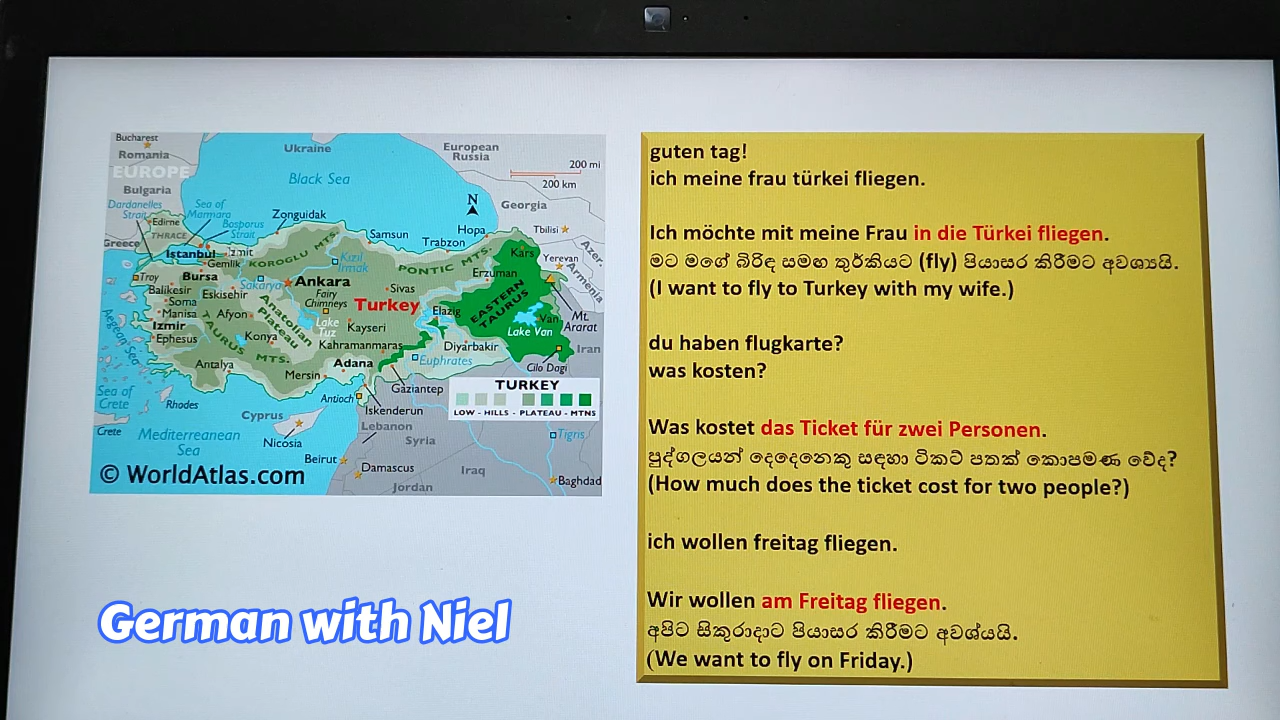 Bucharest
Romania
EUROPE
Bulgaria
Dardanelles
Strait
Sea of
Marmara
Bosporus
Strait
Edirne
THRACE
Greece
Ukraine
Black Sea
European
Russia
200 mi
200 km
N
Georgia
Tbilisi
Azer.
Yerevan
Armenia
Zonguidak
Samsun
Hopa
Trabzon
Kars
Istanbul
Izmit
Gemlik
KOROGLU MTS.
Kizil
Irmak
PONTIC MTS.
Erzuman
Troy
Bursa
Sakarya
Ankara
Sivas
Balikesir
Eskisehir
Fairy
Chimneys
Turkey
Elazig
EASTERN
TAURUS
Van
Mt.
Ararat
Soma
Manisa
Afyon
Anatolian
Plateau
Lake
Tuz
Kayseri
Lake Van
Izmir
Ephesus
Konya
Kahramanmaras
Diyarbakir
Iran
Aegean Sea
TAURUS MTS.
Antalya
Mersin
Adana
Euphrates
Cilo Dagi
Gaziantep
TURKEY
LOW - HILLS - PLATEAU - MTNS
Sea of
Crete
Rhodes
Antioch
Iskenderun
Crete
Cyprus
Nicosia
Lebanon
Syria
Tigris
Mediterranean
Sea
Beirut
Damascus
Iraq
Jordan
Baghdad
© WorldAtlas.com
guten tag!
ich meine frau türkei fliegen.
Ich möchte mit meine Frau in die Türkei fliegen.
මට මගේ බිරිඳ සමඟ තුර්කියට (fly) පියාසර කිරීමට අවශ්‍යයි.
(I want to fly to Turkey with my wife.)
du haben flugkarte?
was kosten?
Was kostet das Ticket für zwei Personen.
පුද්ගලයන් දෙදෙනෙකු සඳහා ටිකට් පතක් කොපමණ වේද?
(How much does the ticket cost for two people?)
ich wollen freitag fliegen.
Wir wollen am Freitag fliegen.
අපිට සිකුරාදාට පියාසර කිරීමට අවශ්යයි.
(We want to fly on Friday.)
German with Niel